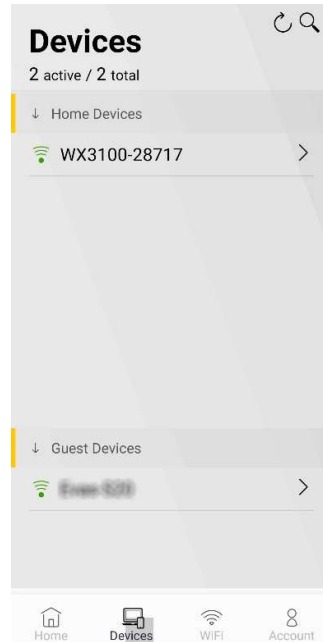 Devices
2 active / 2 total
↓ Home Devices
WX3100-28717
↓ Guest Devices
Home Devices WiFi Account